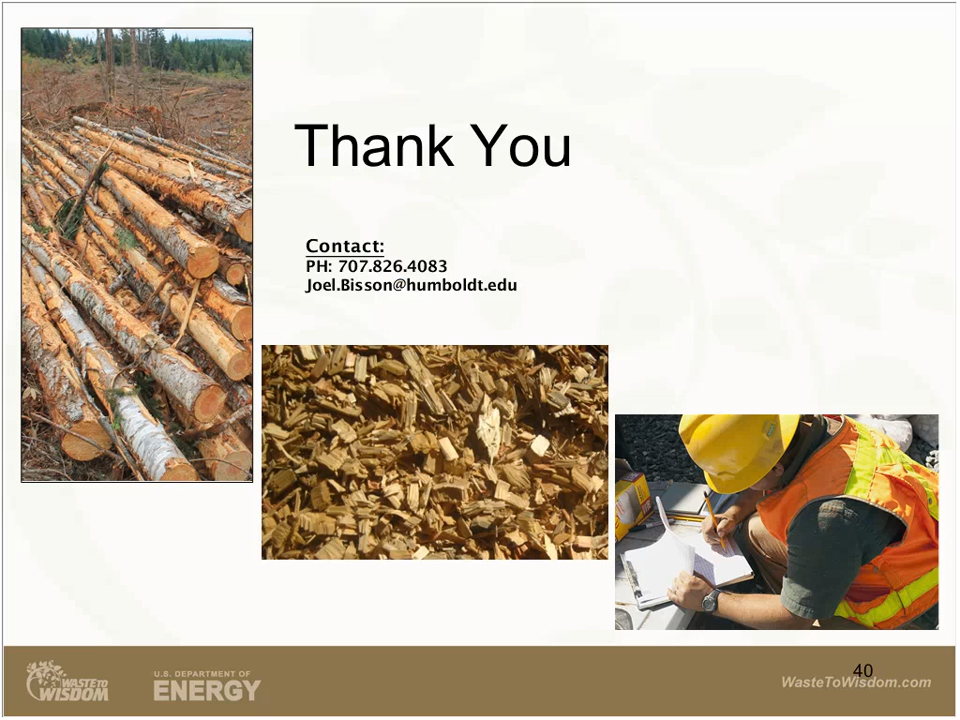 Thank You
Contact:
PH: 707.826.4083
Joel.Bisson@humboldt.edu
WASTE TO
WISDOM
U.S. DEPARTMENT OF
ENERGY
40
WasteToWisdom.com